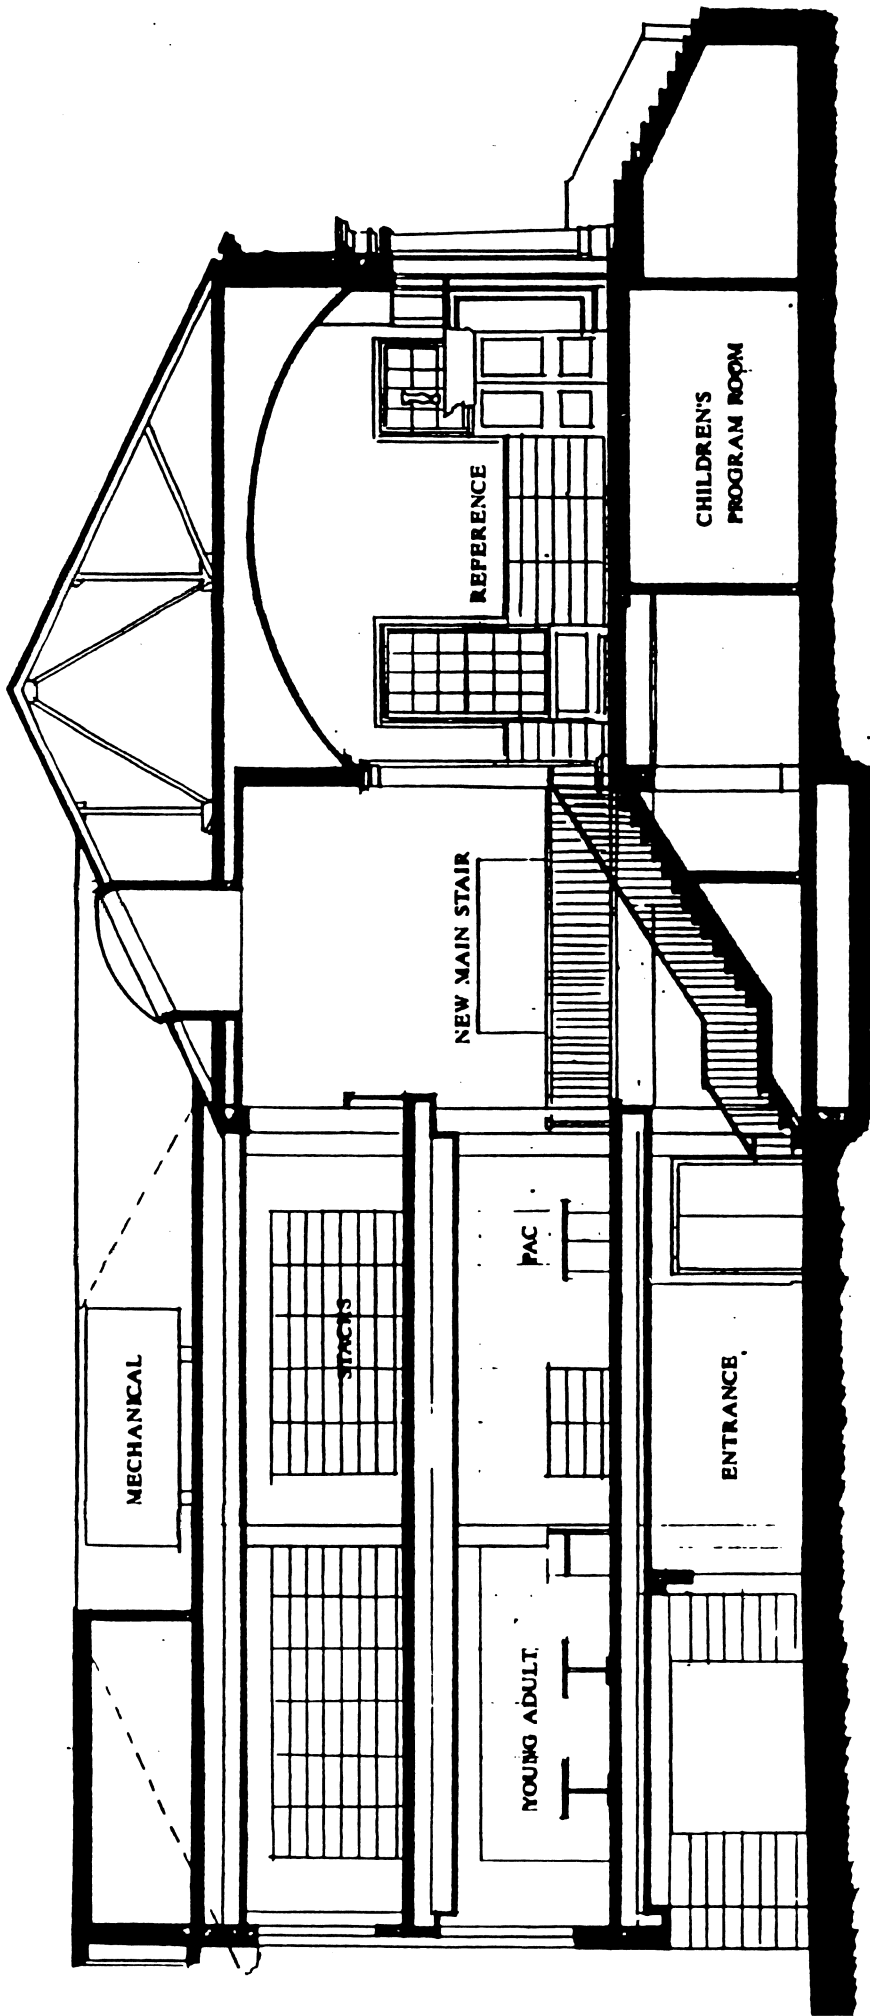 MECHANICAL
STACKS
NEW MAIN STAIR
REFERENCE
YOUNG ADULT
PAC
ENTRANCE
CHILDREN'S
PROGRAM ROOM